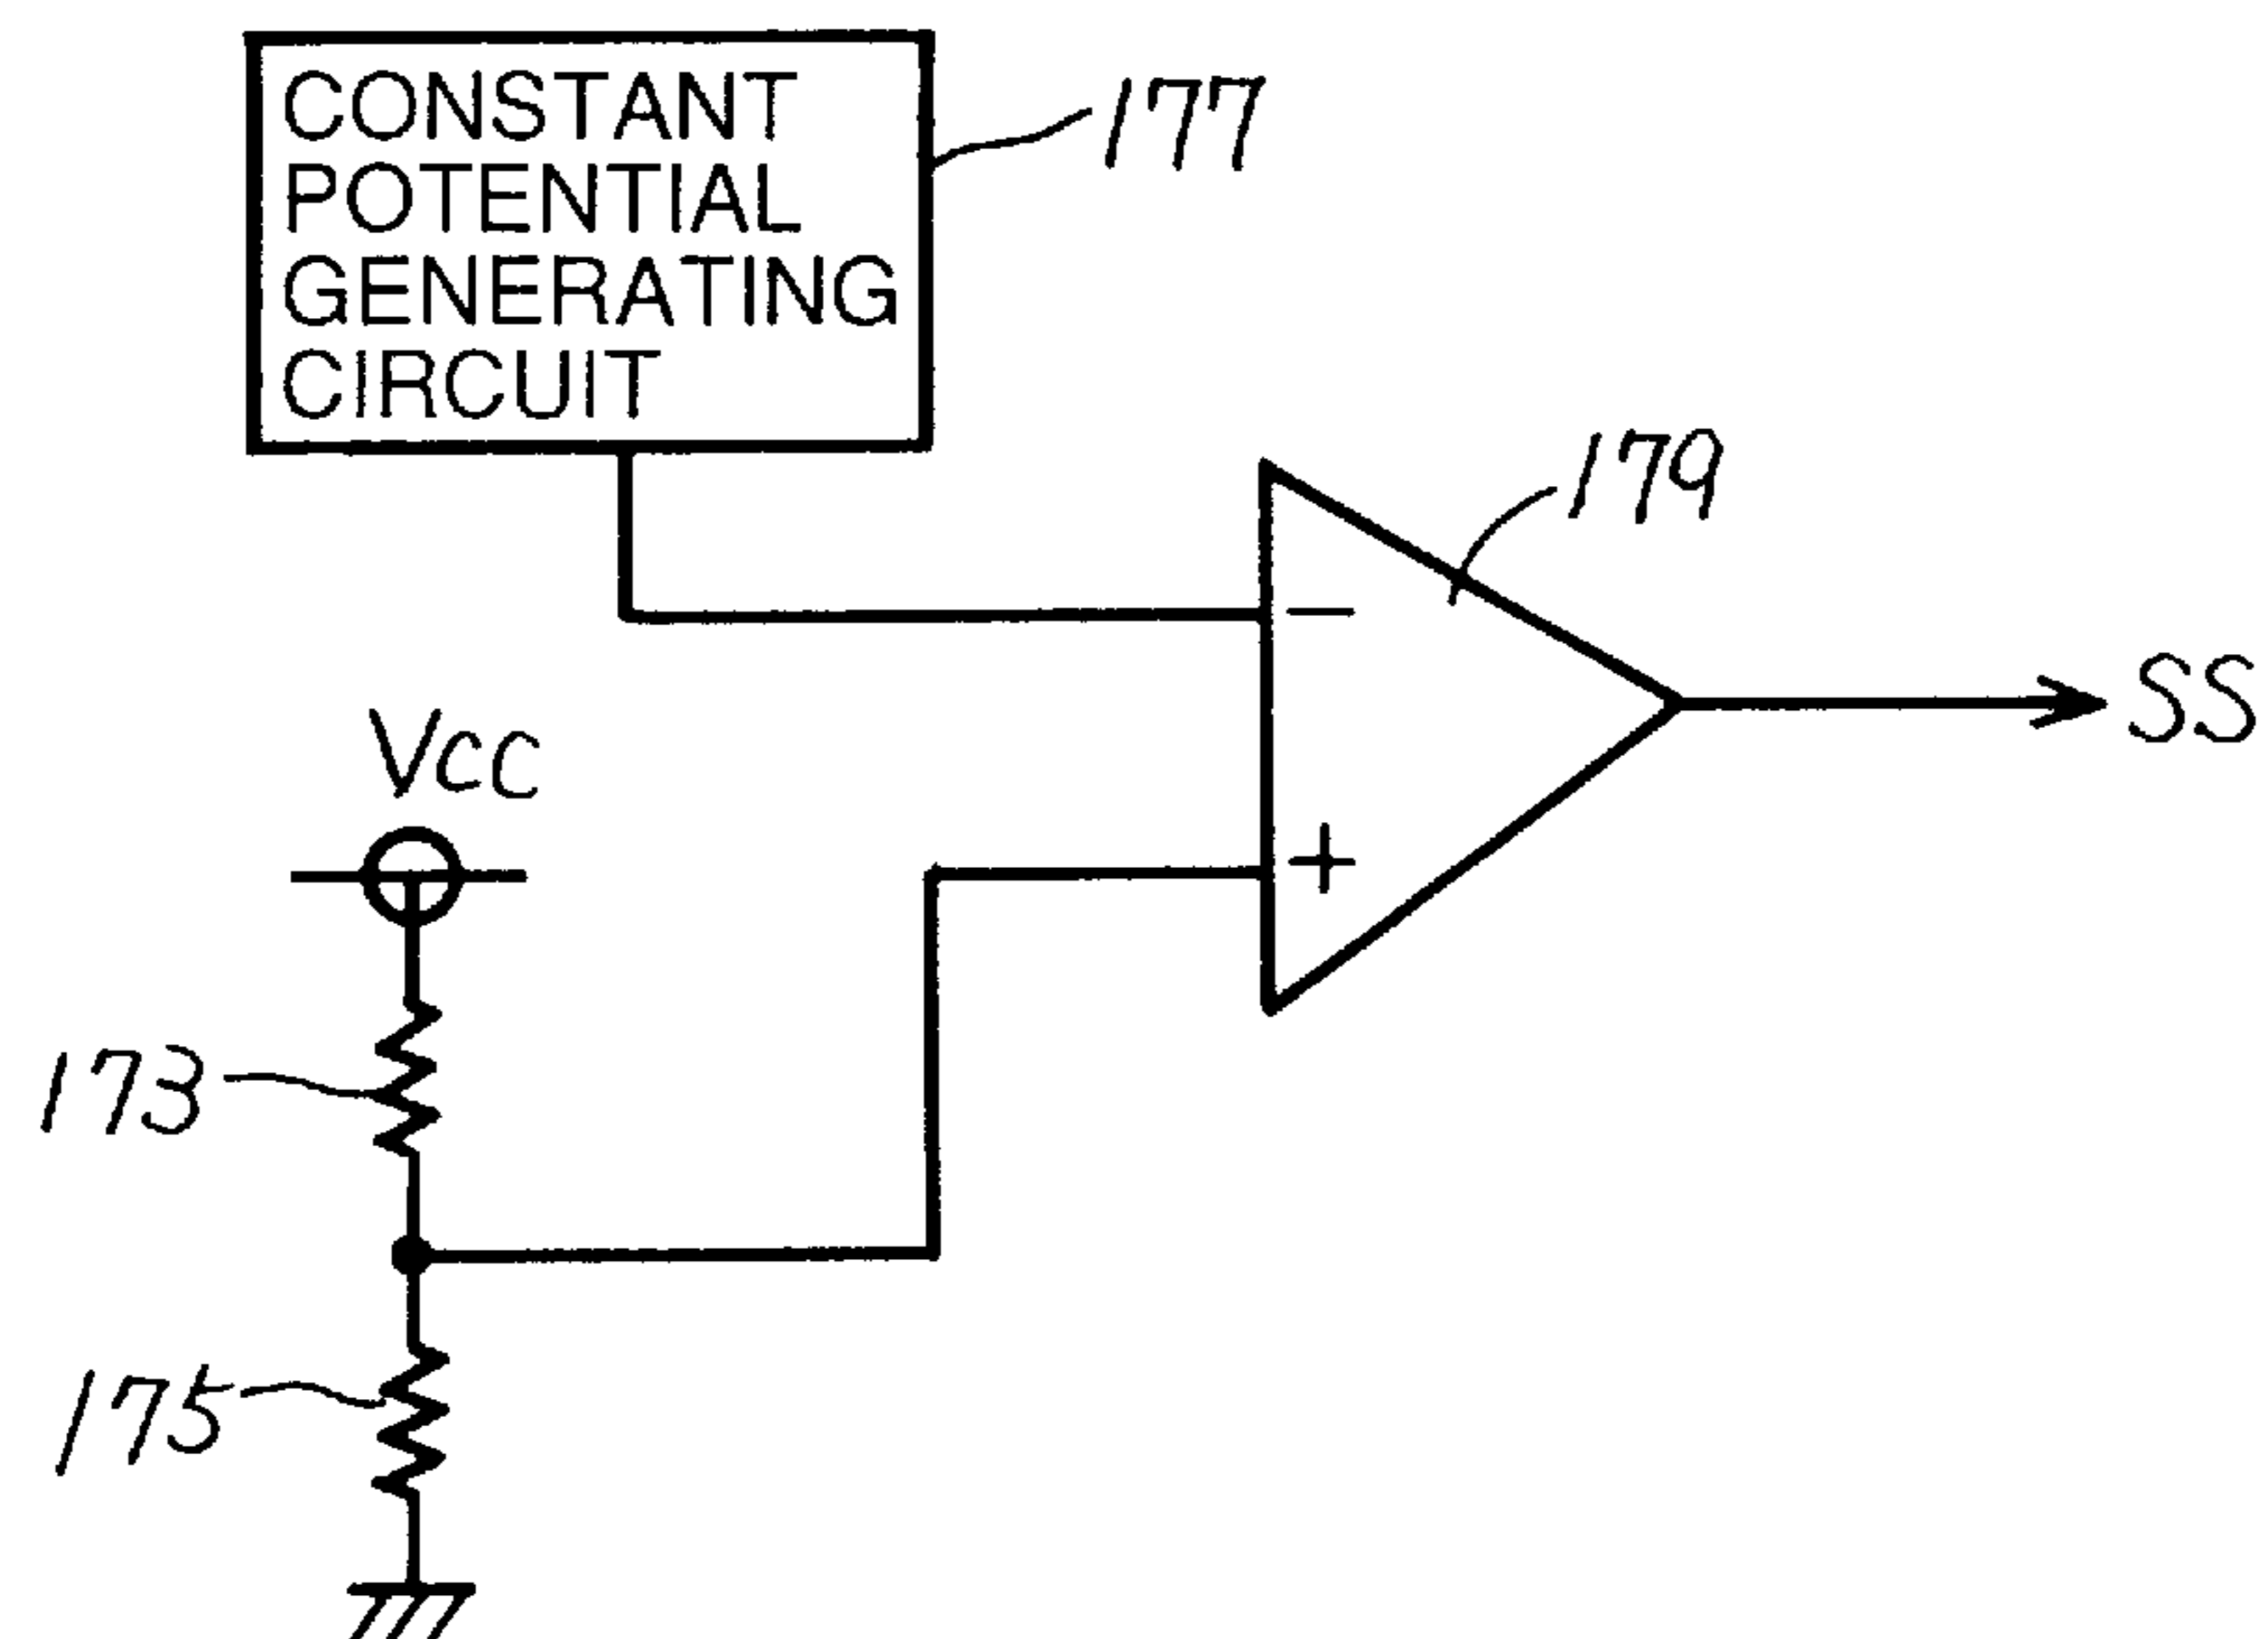 CONSTANT
POTENTIAL
GENERATING
CIRCUIT
177
179
−
SS
Vcc
+
173
175